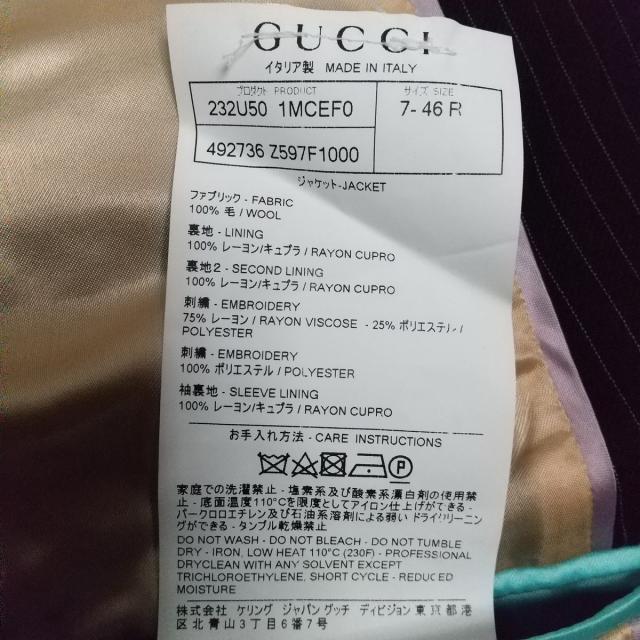 GUCCI
イタリア製 MADE IN ITALY
プロダクト PRODUCT
サイズ SIZE
232U50 1MCEF0
7- 46 R
492736 Z597F1000
ジャケット-JACKET
ファブリック - FABRIC
100% 毛 / WOOL
裏地 - LINING
100% レーヨン/キュプラ / RAYON CUPRO
裏地2 - SECOND LINING
100% レーヨン/キュプラ / RAYON CUPRO
刺繍 - EMBROIDERY
75% レーヨン / RAYON VISCOSE - 25% ポリエステル /
POLYESTER
刺繍 - EMBROIDERY
100% ポリエステル / POLYESTER
袖裏地 - SLEEVE LINING
100% レーヨン/キュプラ / RAYON CUPRO
お手入れ方法 - CARE INSTRUCTIONS
P
家庭での洗濯禁止 - 塩素系及び酸素系漂白剤の使用禁
止 - 底面温度110°Cを限度としてアイロン仕上げができる -
パークロロエチレン及び石油系溶剤による弱い ドライクリーニ
ングができる - タンブル乾燥禁止
DO NOT WASH - DO NOT BLEACH - DO NOT TUMBLE
DRY - IRON, LOW HEAT 110°C (230F) - PROFESSIONAL
DRYCLEAN WITH ANY SOLVENT EXCEPT
TRICHLOROETHYLENE, SHORT CYCLE - REDUCED
MOISTURE
株式会社 ケリング ジャパン グッチ ディビジョン 東京都港
区北青山3丁目6番7号